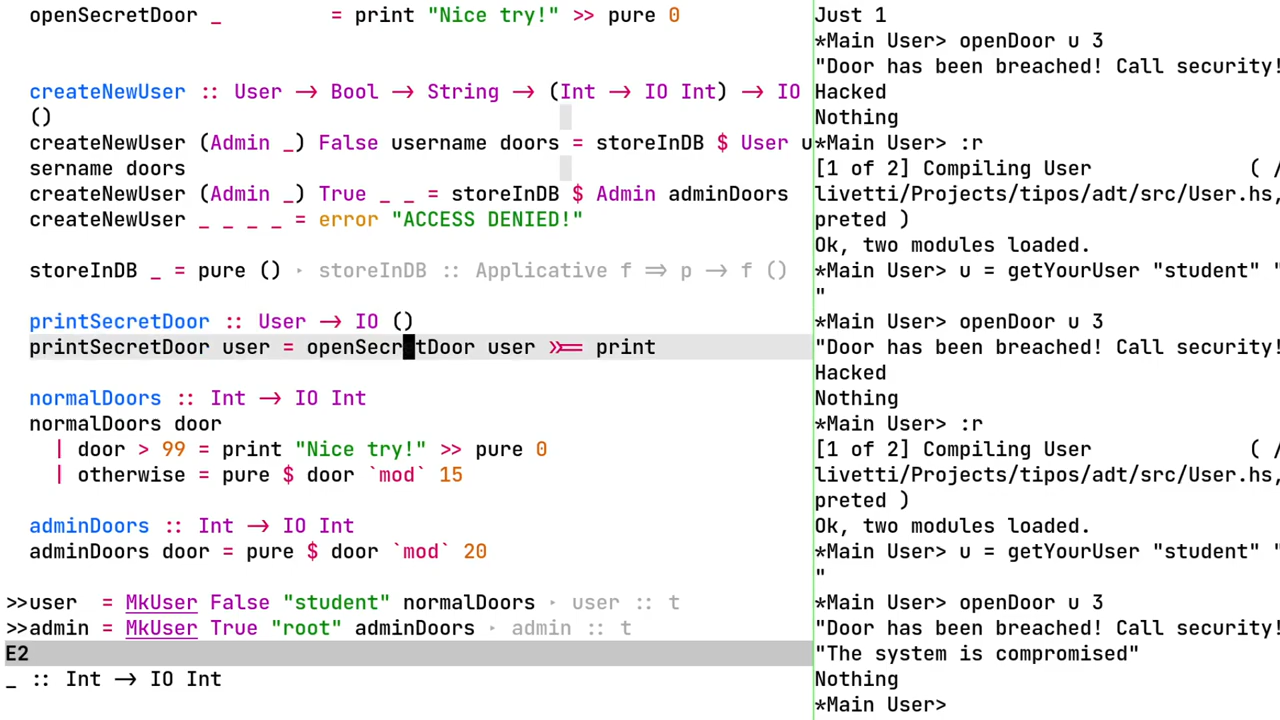 openSecretDoor _         = print "Nice try!" >> pure 0
createNewUser :: User -> Bool -> String -> (Int -> IO Int) -> IO
()
createNewUser (Admin _) False username doors = storeInDB $ User u
sername doors
createNewUser (Admin _) True _ _ = storeInDB $ Admin adminDoors
createNewUser _ _ _ _ = error "ACCESS DENIED!"
storeInDB _ = pure () ‣ storeInDB :: Applicative f => p -> f ()
printSecretDoor :: User -> IO ()
printSecretDoor user = openSecretDoor user >>= print
normalDoors :: Int -> IO Int
normalDoors door
  | door > 99 = print "Nice try!" >> pure 0
  | otherwise = pure $ door `mod` 15
adminDoors :: Int -> IO Int
adminDoors door = pure $ door `mod` 20
>>user  = MkUser False "student" normalDoors ‣ user :: t
>>admin = MkUser True "root" adminDoors ‣ admin :: t
E2
_ :: Int -> IO Int
Just 1
*Main User> openDoor u 3
"Door has been breached! Call security!
Hacked
Nothing
*Main User> :r
[1 of 2] Compiling User             ( /
livetti/Projects/tipos/adt/src/User.hs,
preted )
Ok, two modules loaded.
*Main User> u = getYourUser "student" "
"
*Main User> openDoor u 3
"Door has been breached! Call security!
Hacked
Nothing
*Main User> :r
[1 of 2] Compiling User             ( /
livetti/Projects/tipos/adt/src/User.hs,
preted )
Ok, two modules loaded.
*Main User> u = getYourUser "student" "
"
*Main User> openDoor u 3
"Door has been breached! Call security!
"The system is compromised"
Nothing
*Main User>